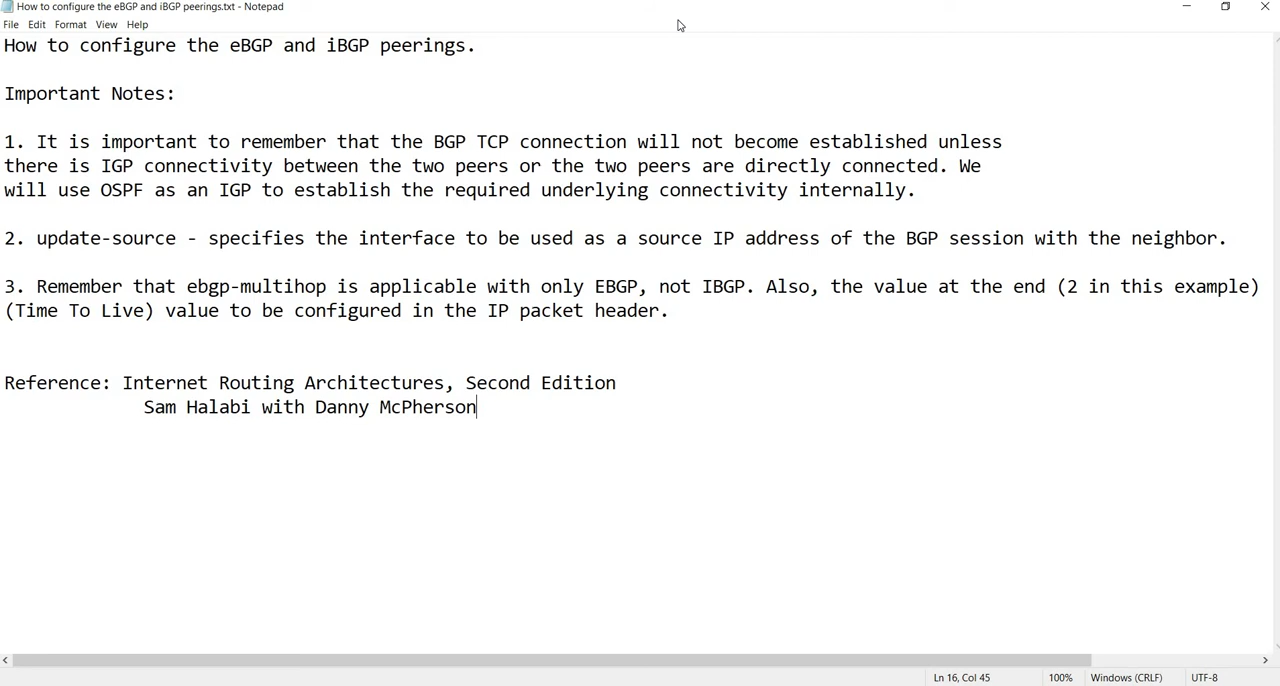 How to configure the eBGP and iBGP peerings.txt - Notepad
File Edit Format View Help
How to configure the eBGP and iBGP peerings.
Important Notes:
1. It is important to remember that the BGP TCP connection will not become established unless
there is IGP connectivity between the two peers or the two peers are directly connected. We
will use OSPF as an IGP to establish the required underlying connectivity internally.
2. update-source - specifies the interface to be used as a source IP address of the BGP session with the neighbor.
3. Remember that ebgp-multihop is applicable with only EBGP, not IBGP. Also, the value at the end (2 in this example)
(Time To Live) value to be configured in the IP packet header.
Reference: Internet Routing Architectures, Second Edition
Sam Halabi with Danny McPherson
Ln 16, Col 45 100% Windows (CRLF) UTF-8